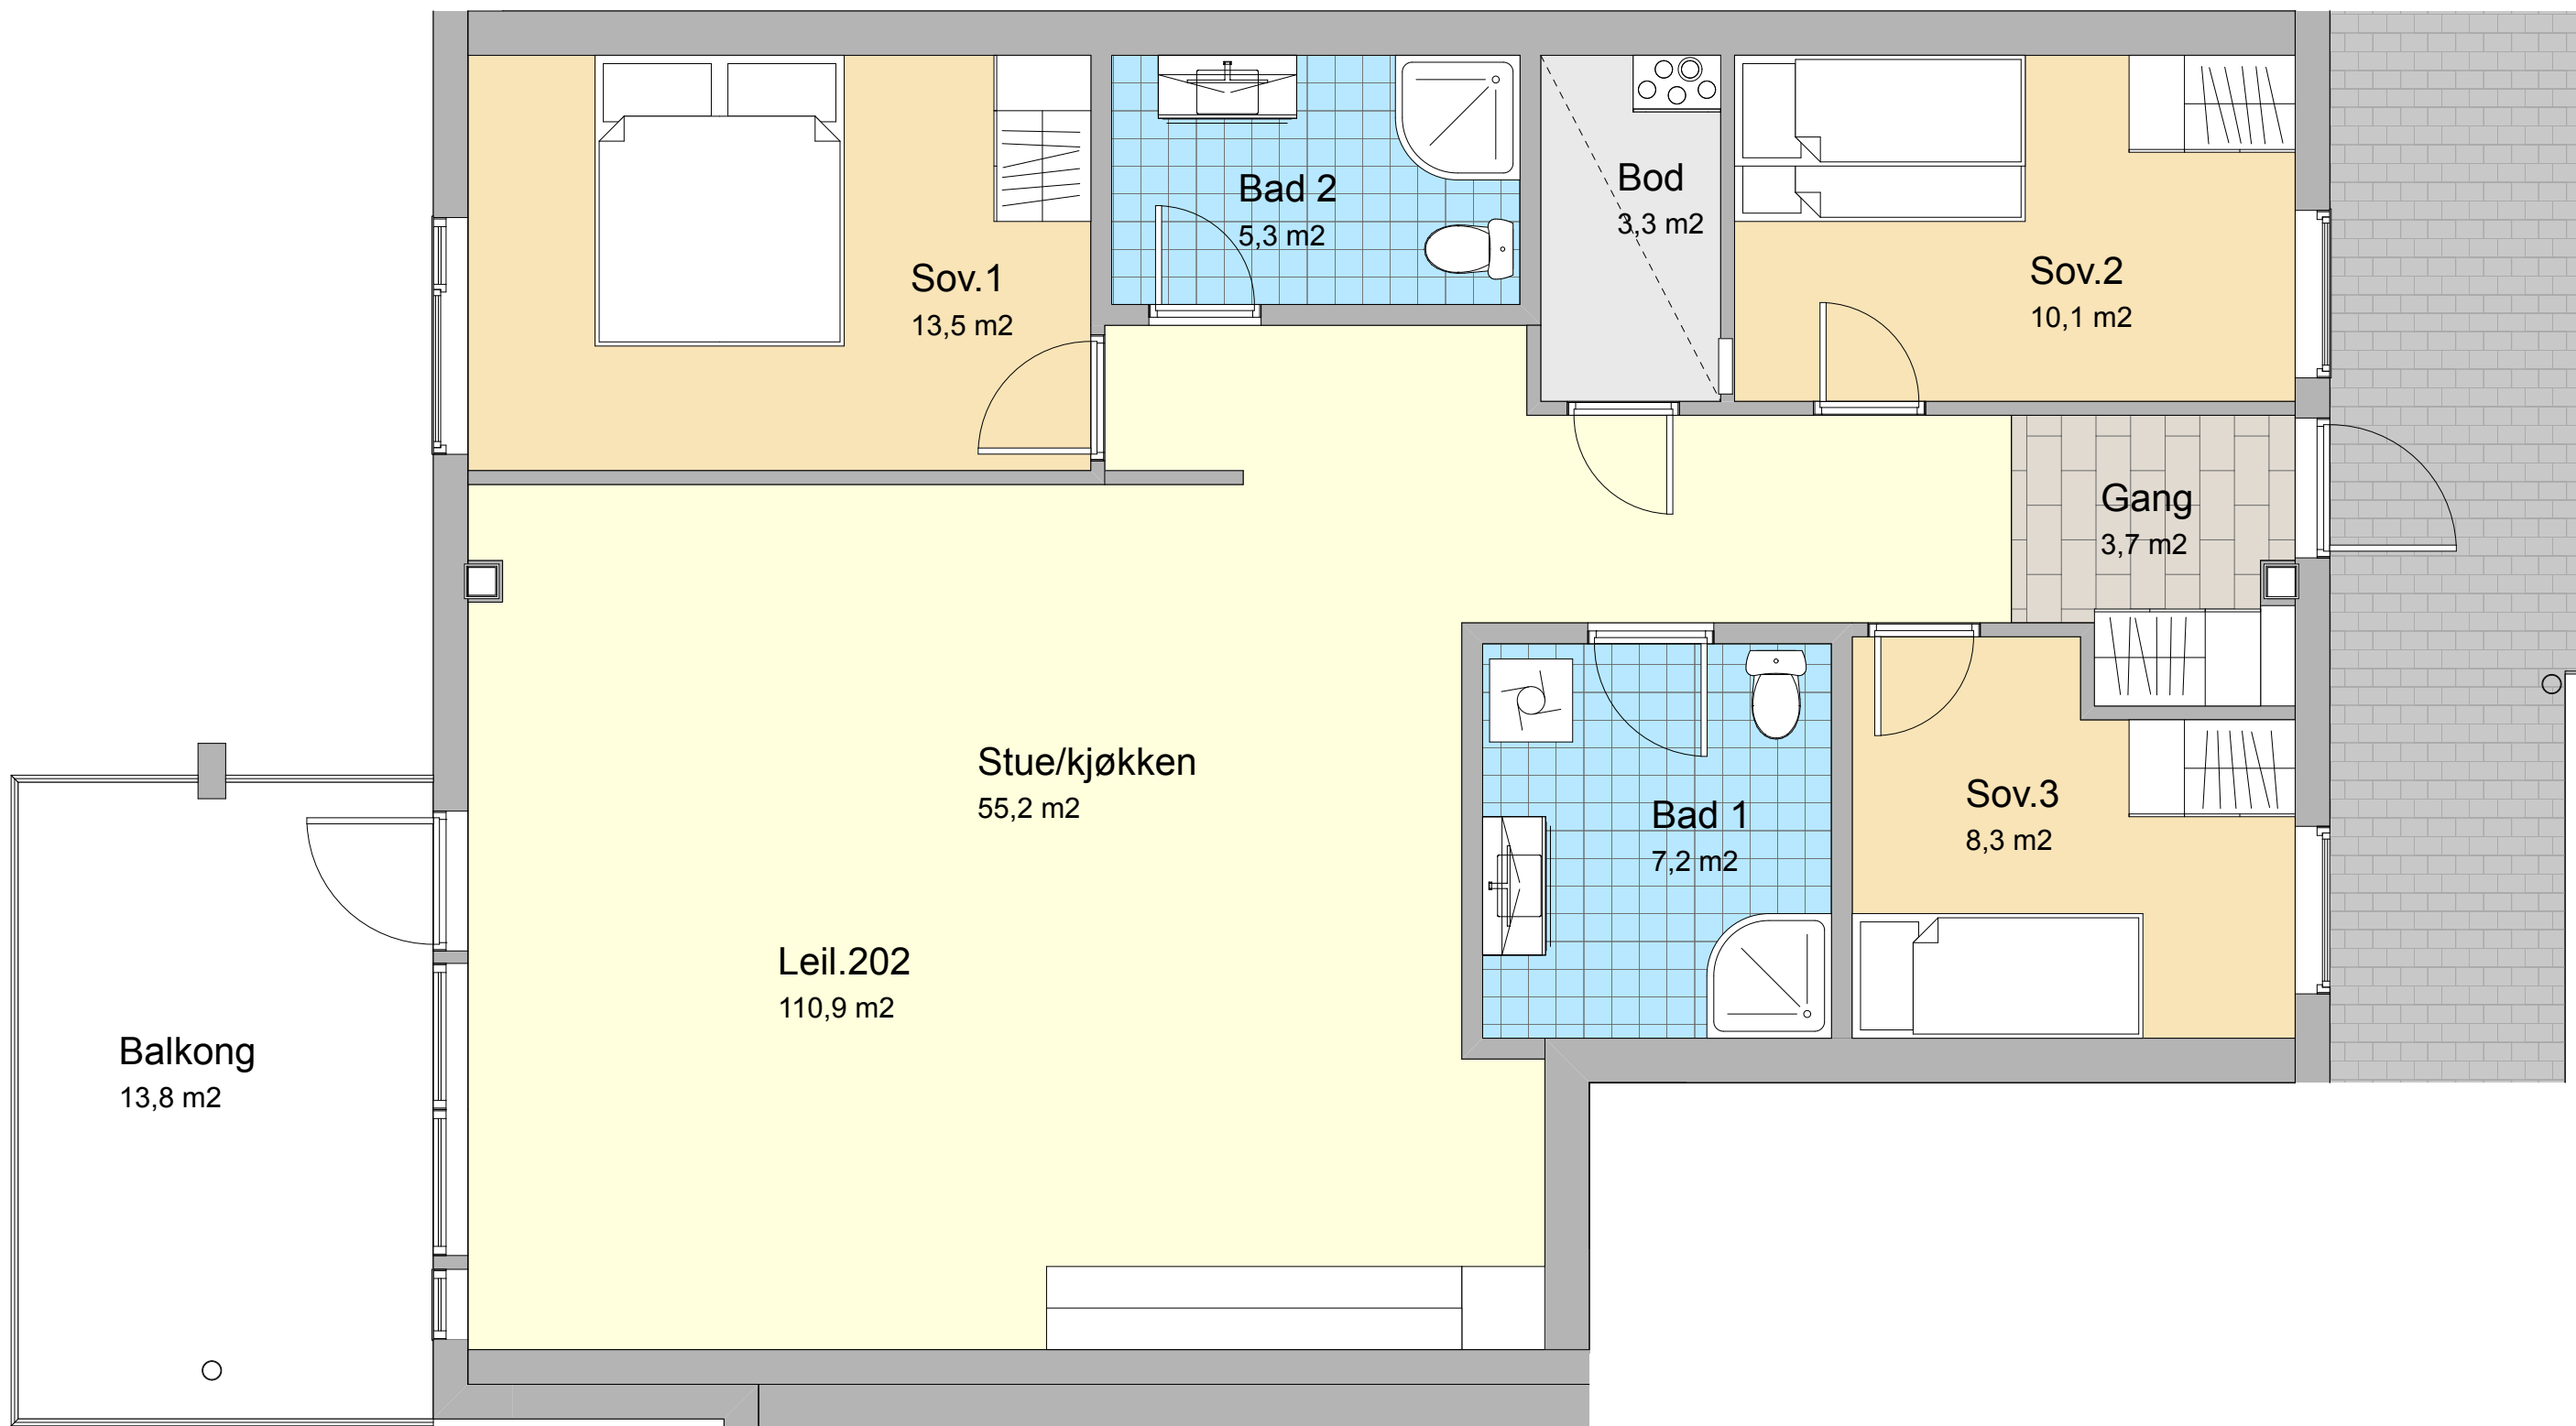 Bad 2
5,3 m2
Bod
3,3 m2
Sov.1
13,5 m2
Sov.2
10,1 m2
Gang
3,7 m2
Stue/kjøkken
55,2 m2
Bad 1
7,2 m2
Sov.3
8,3 m2
Leil.202
110,9 m2
Balkong
13,8 m2